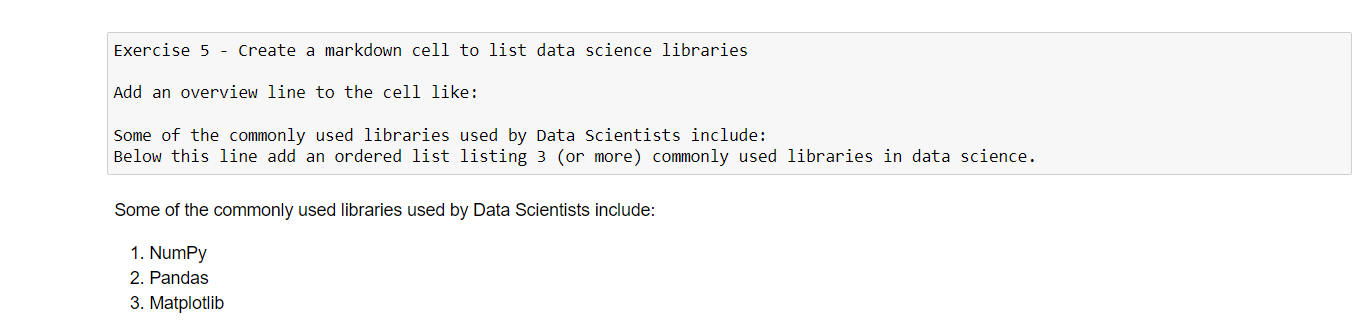 Exercise 5 - Create a markdown cell to list data science libraries
Add an overview line to the cell like:
Some of the commonly used libraries used by Data Scientists include:
Below this line add an ordered list listing 3 (or more) commonly used libraries in data science.
Some of the commonly used libraries used by Data Scientists include:
1. NumPy
2. Pandas
3. Matplotlib